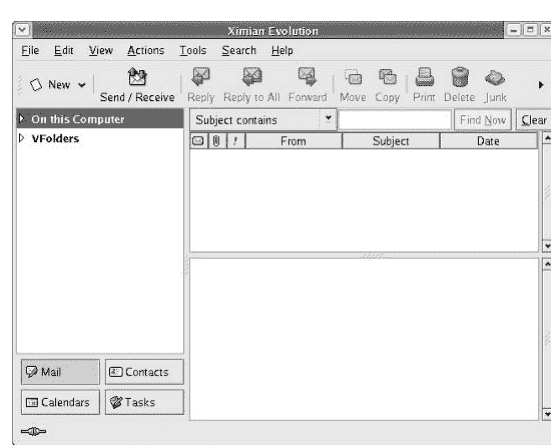 Ximian Evolution
File Edit View Actions Tools Search Help
New Send / Receive Reply Reply to All Forward Move Copy Print Delete Junk
On this Computer Subject contains Find Now Clear
VFolders ! From Subject Date
Mail Contacts
Calendars Tasks